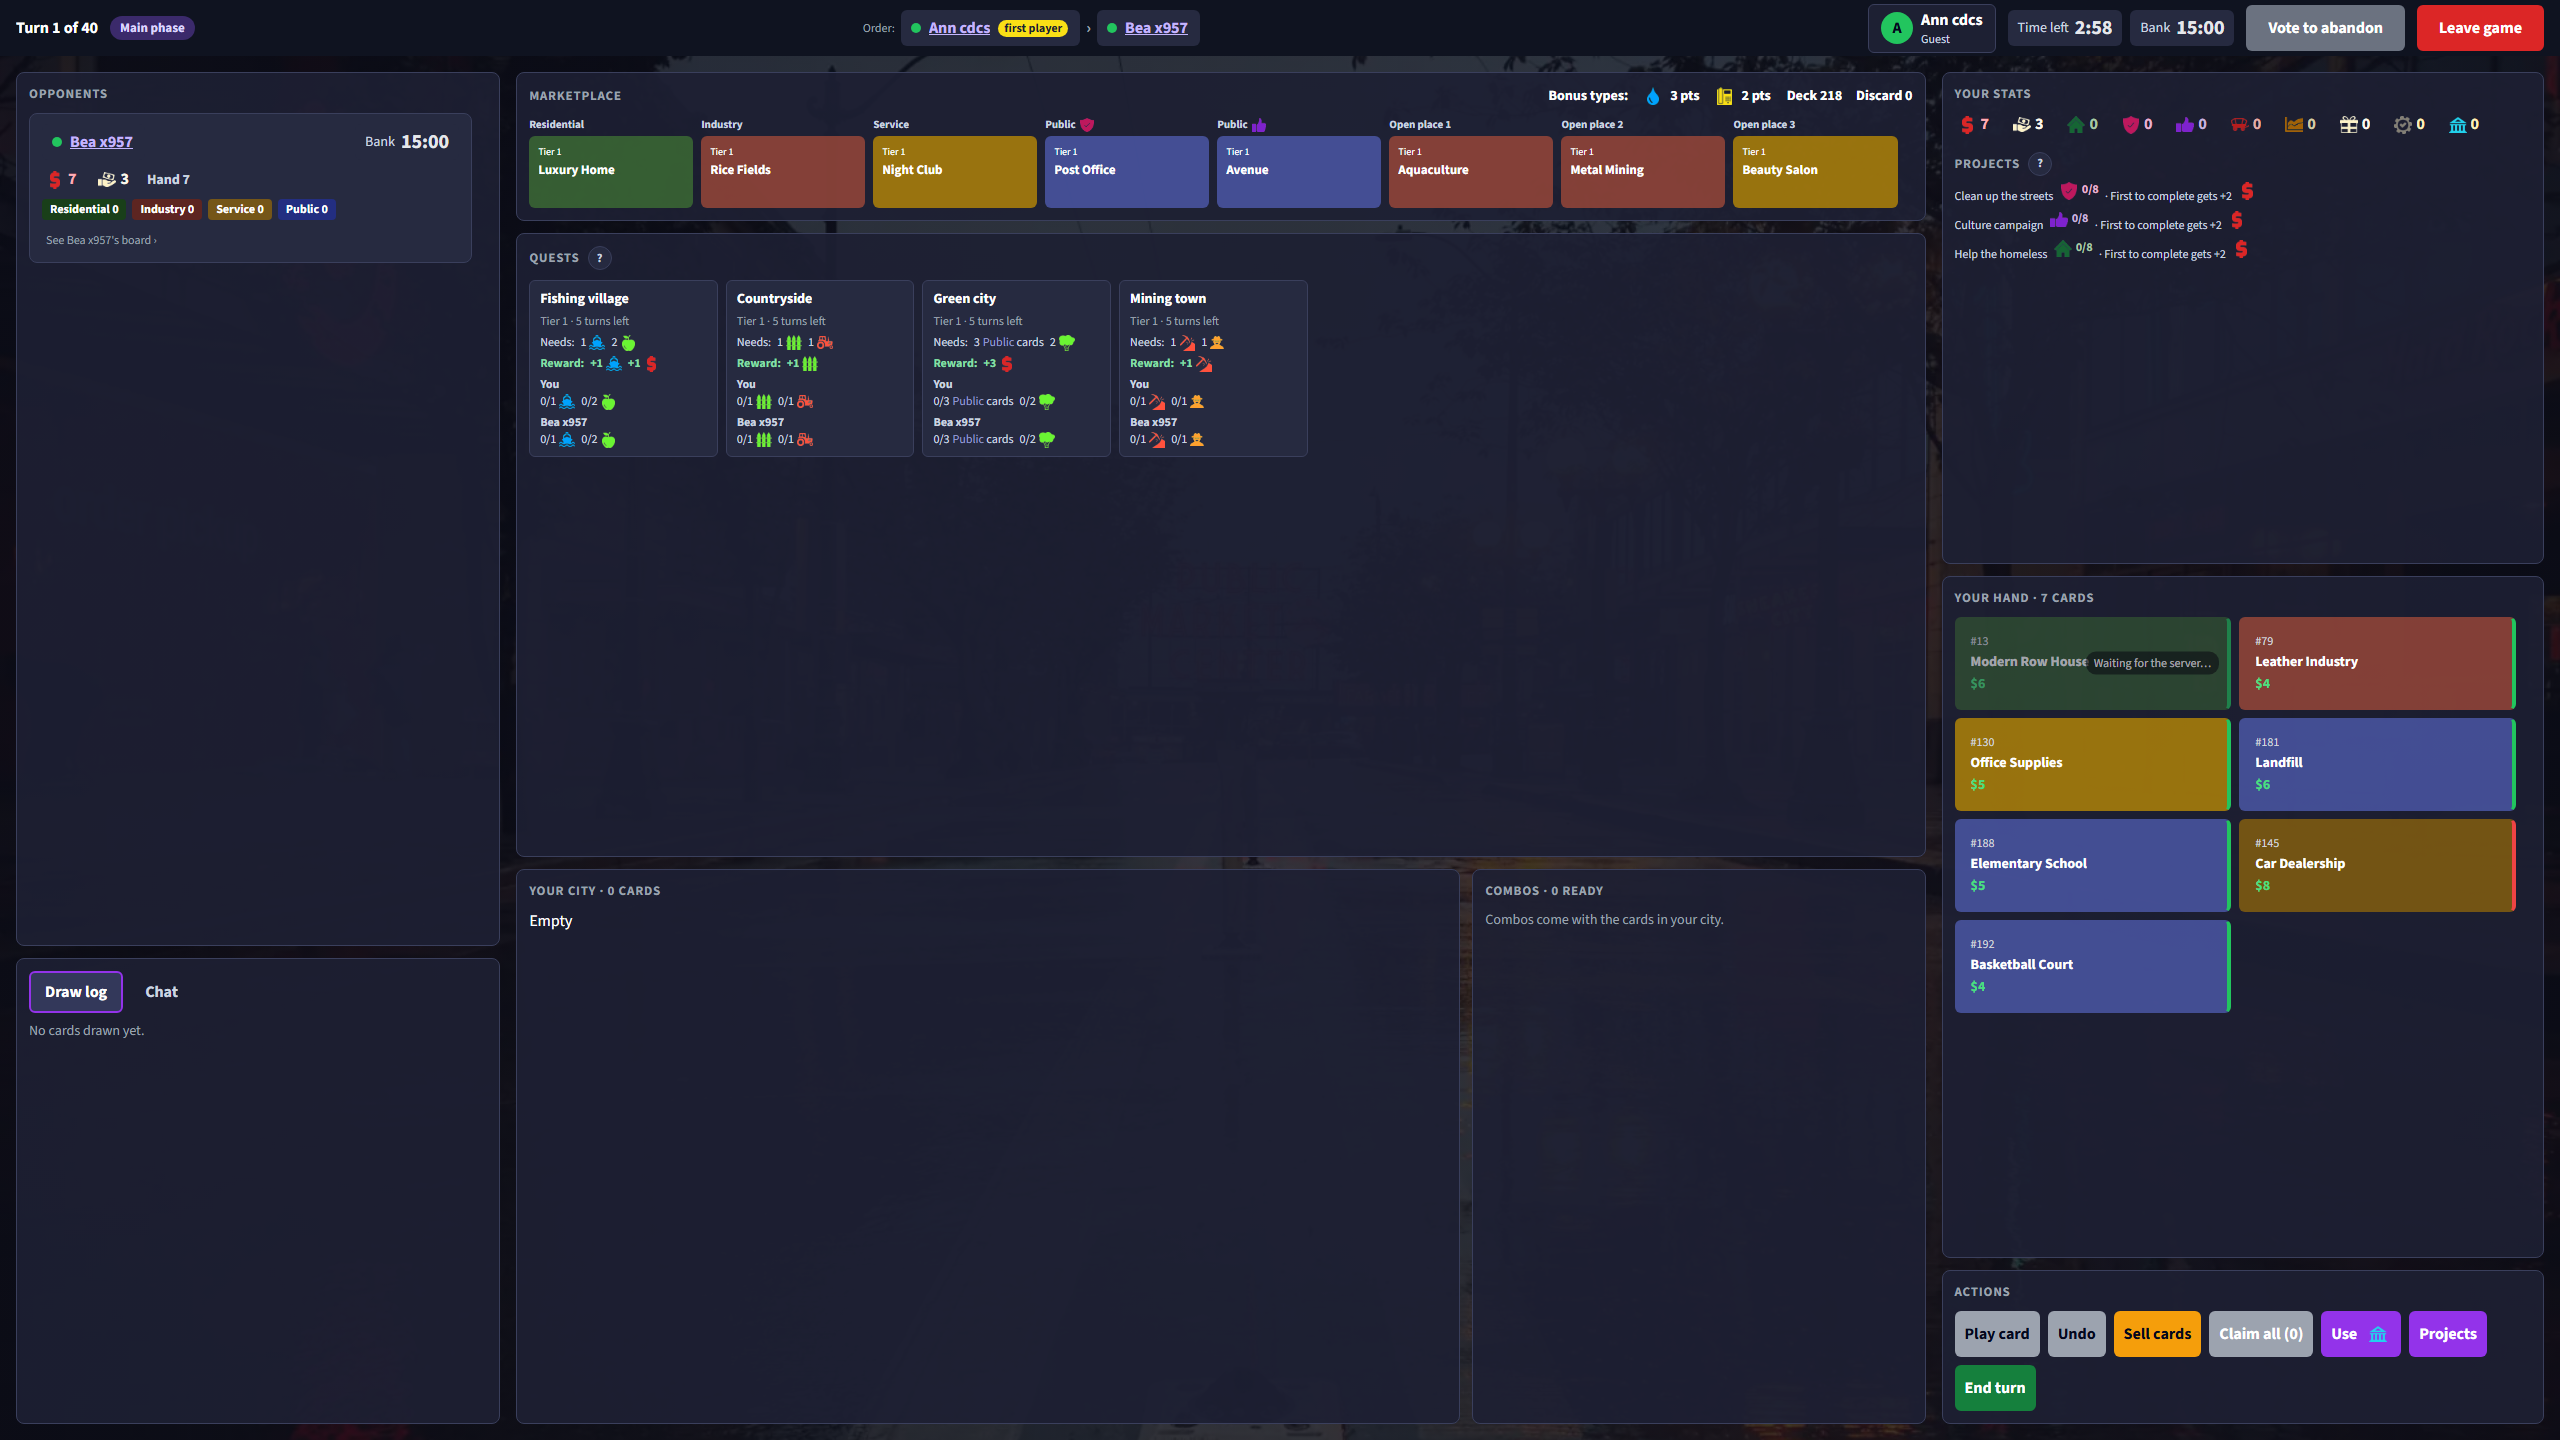 Turn 1 of 40 Main phase
Order: Ann cdcs first player › Bea x957
A Ann cdcs
Guest
Time left 2:58 Bank 15:00 Vote to abandon Leave game
OPPONENTS
Bea x957 Bank 15:00
7 3 Hand 7
Residential 0 Industry 0 Service 0 Public 0
See Bea x957's board ›
Draw log Chat
No cards drawn yet.
MARKETPLACE Bonus types: 3 pts 2 pts Deck 218 Discard 0
Residential Industry Service Public Public Open place 1 Open place 2 Open place 3
Tier 1 Tier 1 Tier 1 Tier 1 Tier 1 Tier 1 Tier 1 Tier 1
Luxury Home Rice Fields Night Club Post Office Avenue Aquaculture Metal Mining Beauty Salon
QUESTS ?
Fishing village
Tier 1 · 5 turns left
Needs: 1 2
Reward: +1 +1 $
You
0/1 0/2
Bea x957
0/1 0/2
Countryside
Tier 1 · 5 turns left
Needs: 1 1
Reward: +1
You
0/1 0/1
Bea x957
0/1 0/1
Green city
Tier 1 · 5 turns left
Needs: 3 Public cards 2
Reward: +3 $
You
0/3 Public cards 0/2
Bea x957
0/3 Public cards 0/2
Mining town
Tier 1 · 5 turns left
Needs: 1 1
Reward: +1
You
0/1 0/1
Bea x957
0/1 0/1
YOUR CITY · 0 CARDS
Empty
COMBOS · 0 READY
Combos come with the cards in your city.
YOUR STATS
$ 7 3 0 0 0 0 0 0 0 0
PROJECTS ?
Clean up the streets 0/8 · First to complete gets +2 $
Culture campaign 0/8 · First to complete gets +2 $
Help the homeless 0/8 · First to complete gets +2 $
YOUR HAND · 7 CARDS
#13
Modern Row House Waiting for the server...
$6
#79
Leather Industry
$4
#130
Office Supplies
$5
#181
Landfill
$6
#188
Elementary School
$5
#145
Car Dealership
$8
#192
Basketball Court
$4
ACTIONS
Play card Undo Sell cards Claim all (0) Use Projects
End turn